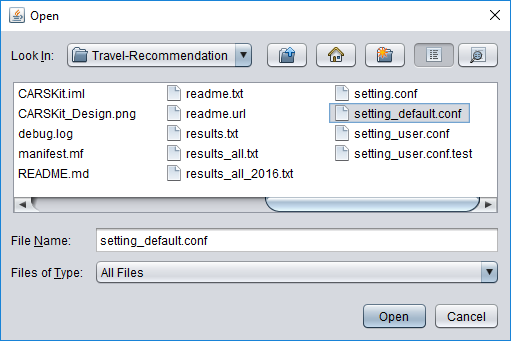 Open
Look In: Travel-Recommendation
CARSKit.iml readme.txt setting.conf
CARSKit_Design.png readme.url setting_default.conf
debug.log results.txt setting_user.conf
manifest.mf results_all.txt setting_user.conf.test
README.md results_all_2016.txt
File Name: setting_default.conf
Files of Type: All Files
Open Cancel